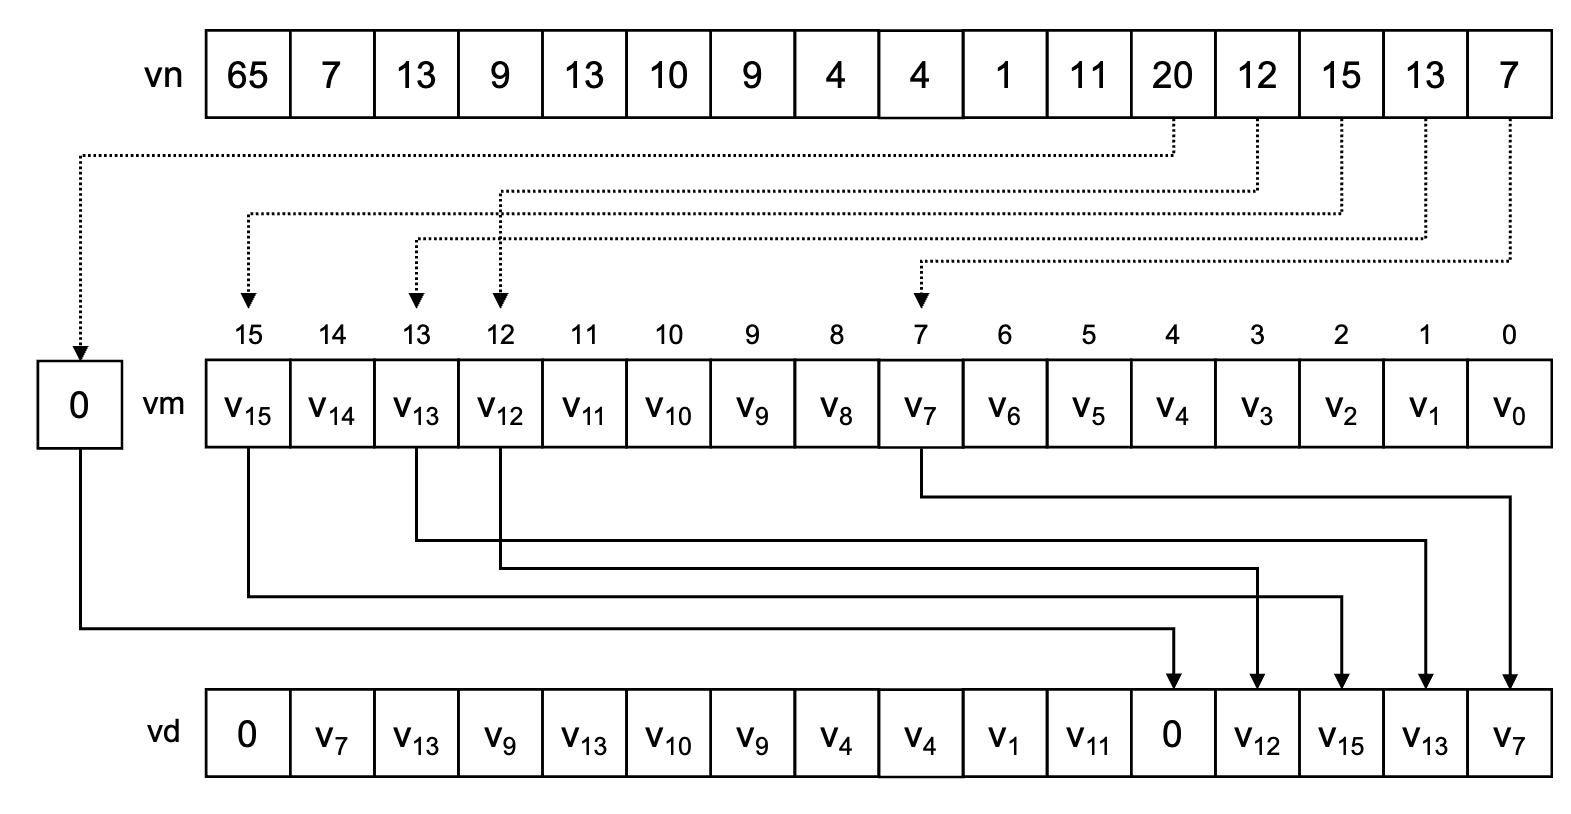 vn 65 7 13 9 13 10 9 4 4 1 11 20 12 15 13 7
15 14 13 12 11 10 9 8 7 6 5 4 3 2 1 0
0 vm v₁₅ v₁₄ v₁₃ v₁₂ v₁₁ v₁₀ v₉ v₈ v₇ v₆ v₅ v₄ v₃ v₂ v₁ v₀
vd 0 v₇ v₁₃ v₉ v₁₃ v₁₀ v₉ v₄ v₄ v₁ v₁₁ 0 v₁₂ v₁₅ v₁₃ v₇